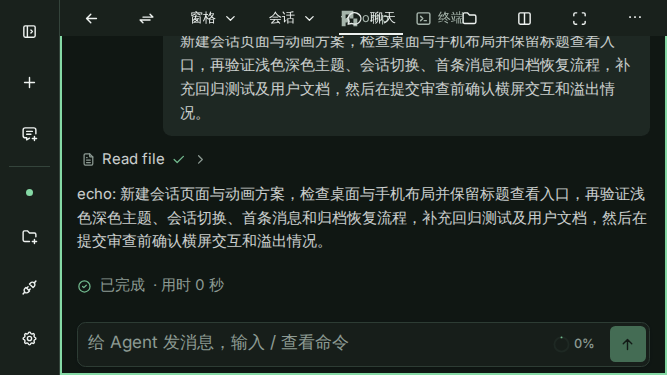 窗格
会话
聊天
终端
新建会话页面与动画方案，检查桌面与手机布局并保留标题查看入
口，再验证浅色深色主题、会话切换、首条消息和归档恢复流程，补
充回归测试及用户文档，然后在提交审查前确认横屏交互和溢出情
况。
Read file
echo: 新建会话页面与动画方案，检查桌面与手机布局并保留标题查看入口，再验证浅
色深色主题、会话切换、首条消息和归档恢复流程，补充回归测试及用户文档，然后在
提交审查前确认横屏交互和溢出情况。
已完成 · 用时 0 秒
给 Agent 发消息，输入 / 查看命令
0%